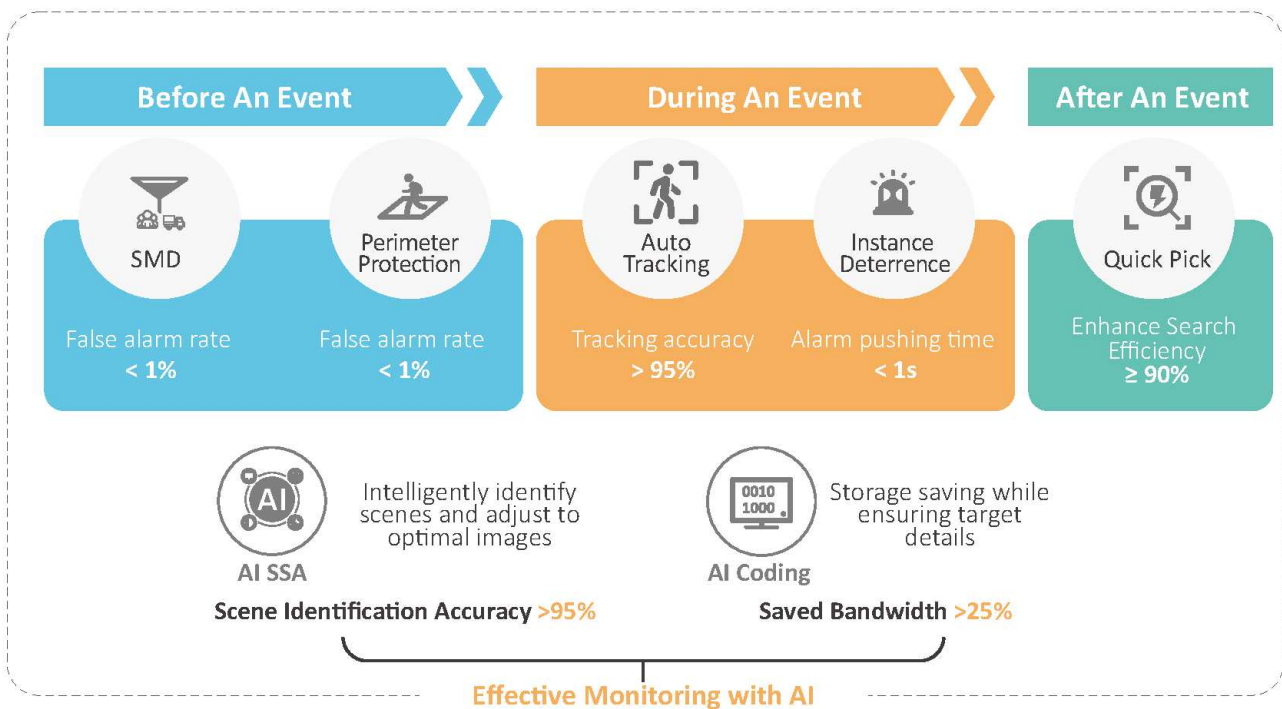 Before An Event
During An Event
After An Event
SMD
Perimeter
Protection
Auto
Tracking
Instance
Deterrence
Quick Pick
False alarm rate
< 1%
False alarm rate
< 1%
Tracking accuracy
> 95%
Alarm pushing time
< 1s
Enhance Search
Efficiency
≥ 90%
AI
AI SSA
Intelligently identify
scenes and adjust to
optimal images
0010
1000
AI Coding
Storage saving while
ensuring target
details
Scene Identification Accuracy >95%
Saved Bandwidth >25%
Effective Monitoring with AI